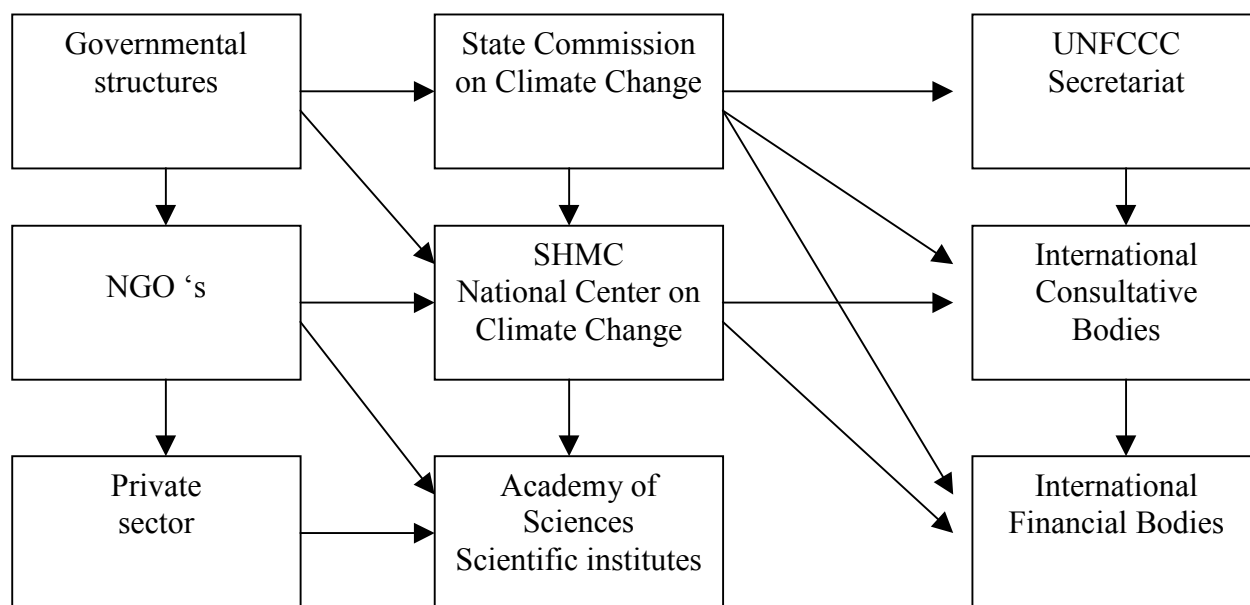 Governmental
structures
State Commission
on Climate Change
UNFCCC
Secretariat
NGO ‘s
SHMC
National Center on
Climate Change
International
Consultative
Bodies
Private
sector
Academy of
Sciences
Scientific institutes
International
Financial Bodies